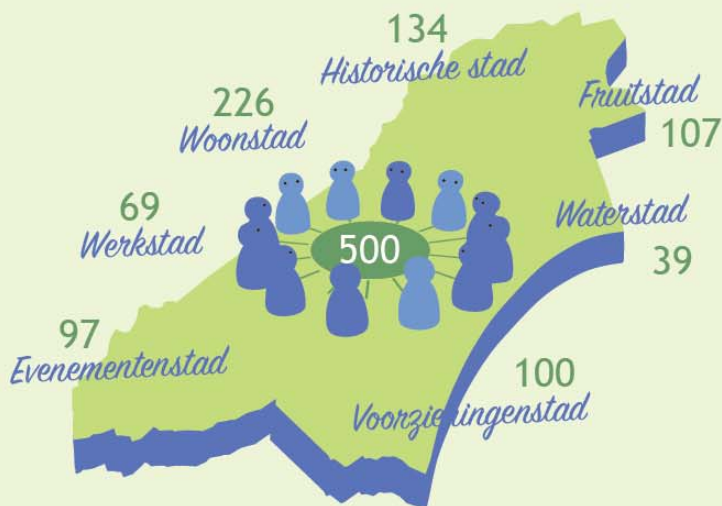 134
Historische stad
226
Woonstad
Fruitstad
107
69
Werkstad
500
Waterstad
39
97
Evenementenstad
100
Voorzieningenstad